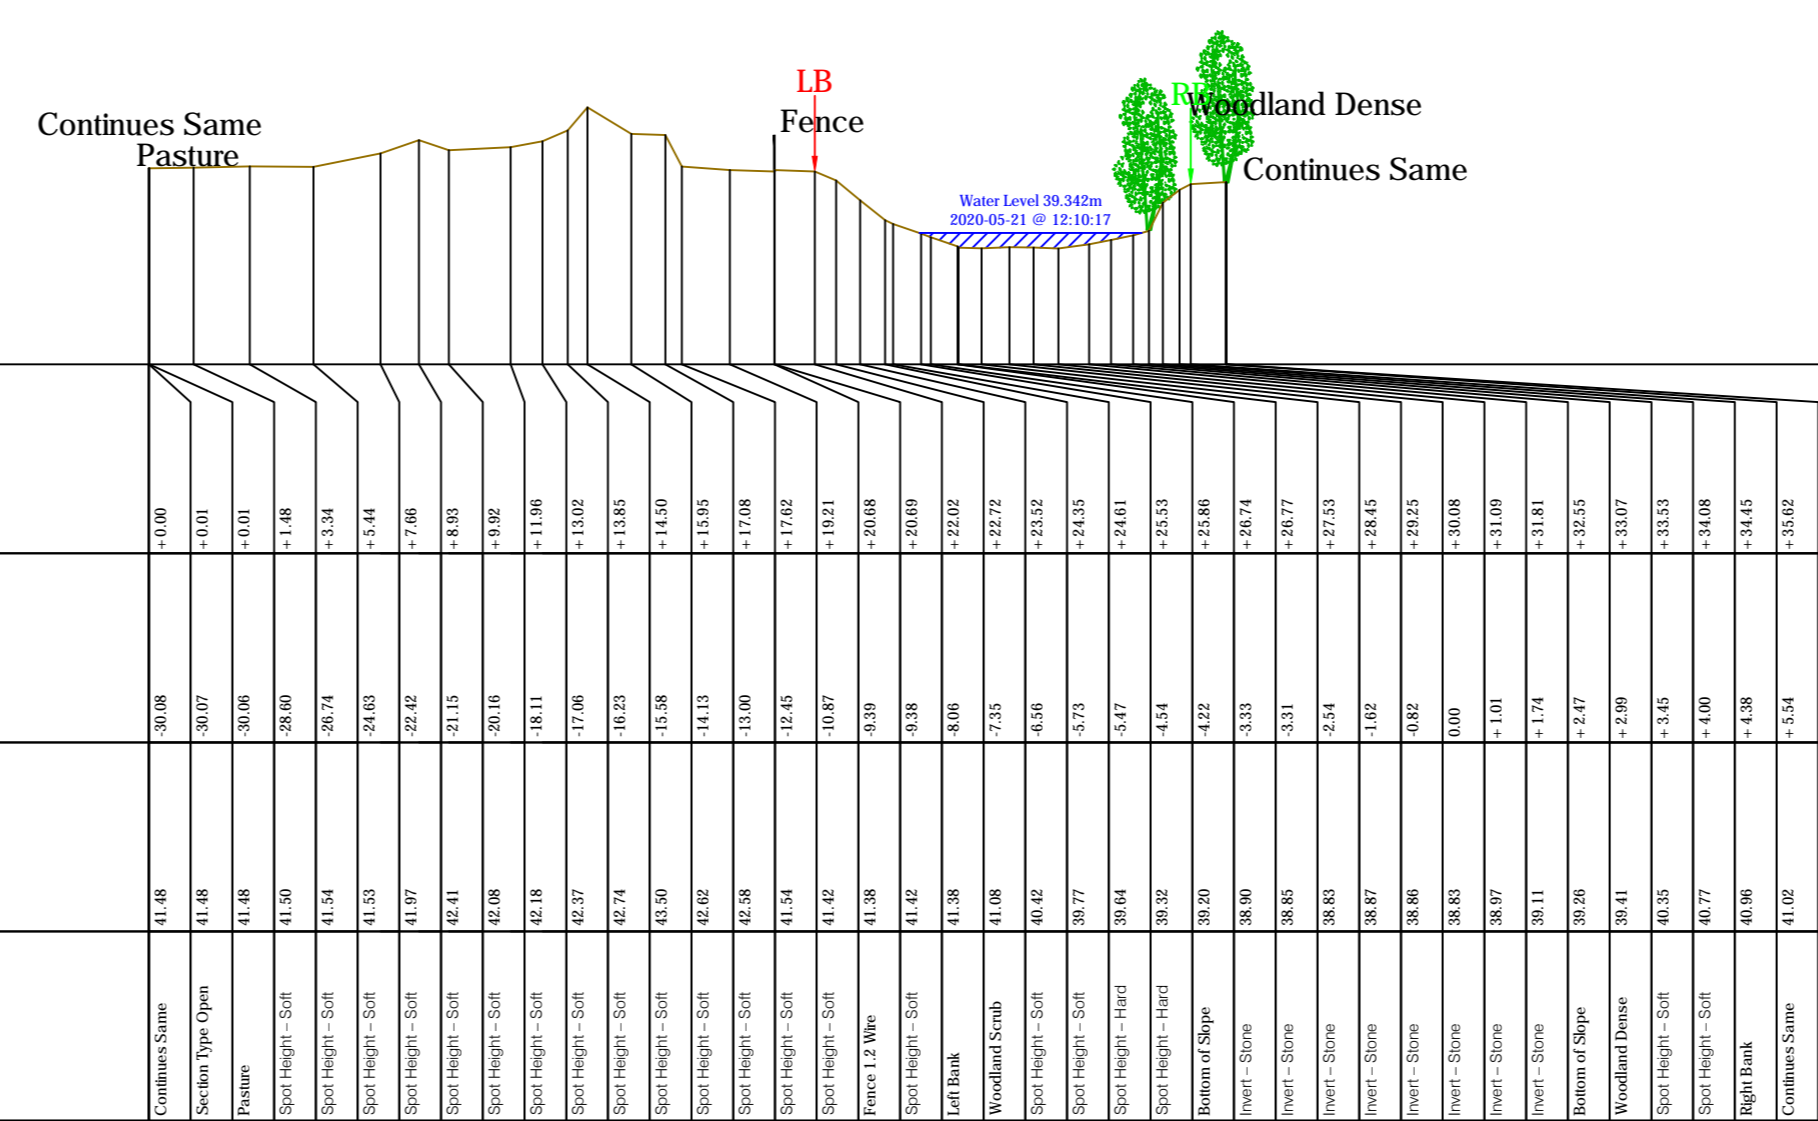 LB
RB
Continues Same
Pasture
Fence
Woodland Dense
Continues Same
Water Level 39.342m
2020-05-21 @ 12:10:17
+0.00 +0.01 +0.01 +1.48 +3.34 +5.44 +7.66 +8.93 +9.92 +11.96 +13.02 +13.85 +14.50 +15.95 +17.08 +17.62 +19.21 +20.68 +20.69 +22.02 +22.72 +23.52 +24.35 +24.61 +25.53 +25.86 +26.74 +26.77 +27.53 +28.45 +29.25 +30.08 +31.09 +31.81 +32.55 +33.07 +33.53 +34.08 +34.45 +35.62
-30.08 -30.07 -30.06 -28.60 -26.74 -24.63 -22.42 -21.15 -20.16 -18.11 -17.06 -16.23 -15.58 -14.13 -13.00 -12.45 -10.87 -9.39 -9.38 -8.06 -7.35 -6.56 -5.73 -5.47 -4.54 -4.22 -3.33 -3.31 -2.54 -1.62 -0.82 0.00 +1.01 +1.74 +2.47 +2.99 +3.45 +4.00 +4.38 +5.54
41.48 41.48 41.48 41.50 41.54 41.53 41.97 42.41 42.08 42.18 42.37 42.74 43.50 42.62 42.58 41.54 41.42 41.38 41.42 41.38 41.08 40.42 39.77 39.64 39.32 39.20 38.90 38.85 38.83 38.87 38.86 38.83 38.97 39.11 39.26 39.41 40.35 40.77 40.96 41.02
Continues Same
Section Type Open
Pasture
Spot Height – Soft
Spot Height – Soft
Spot Height – Soft
Spot Height – Soft
Spot Height – Soft
Spot Height – Soft
Spot Height – Soft
Spot Height – Soft
Spot Height – Soft
Spot Height – Soft
Spot Height – Soft
Spot Height – Soft
Spot Height – Soft
Spot Height – Soft
Fence 1.2 Wire
Spot Height – Soft
Left Bank
Woodland Scrub
Spot Height – Soft
Spot Height – Soft
Spot Height – Hard
Spot Height – Hard
Bottom of Slope
Invert – Stone
Invert – Stone
Invert – Stone
Invert – Stone
Invert – Stone
Invert – Stone
Invert – Stone
Invert – Stone
Bottom of Slope
Woodland Dense
Spot Height – Soft
Spot Height – Soft
Right Bank
Continues Same